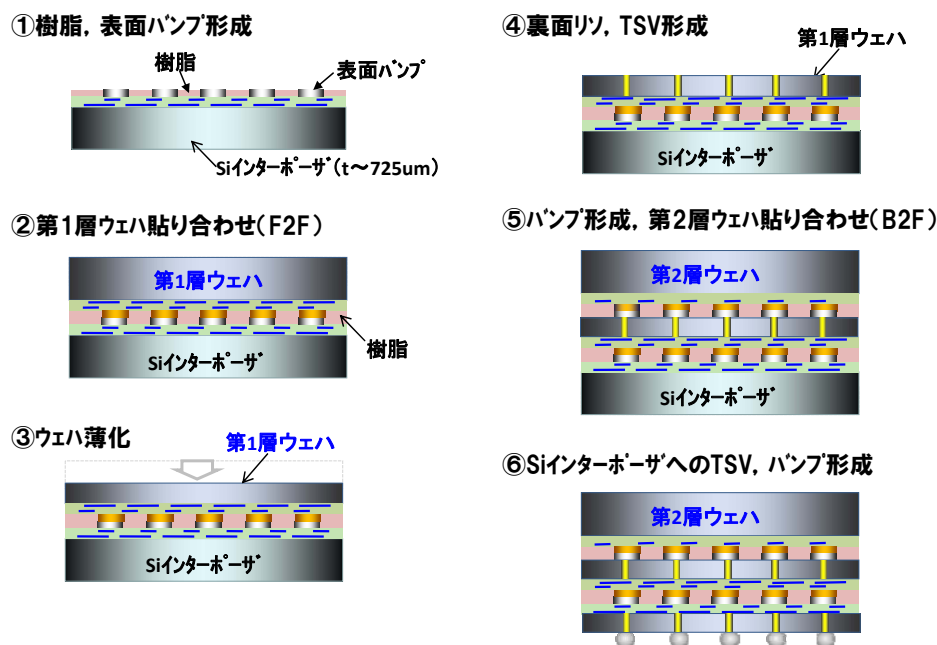 ①樹脂，表面ﾊﾞﾝﾌﾟ形成
樹脂
表面ﾊﾞﾝﾌﾟ
Siｲﾝﾀｰﾎﾟｰｻﾞ(t～725um)
②第１層ｳｪﾊ貼り合わせ(F2F)
第1層ウェハ
樹脂
Siｲﾝﾀｰﾎﾟｰｻﾞ
③ｳｪﾊ薄化
第1層ウェハ
Siｲﾝﾀｰﾎﾟｰｻﾞ
④裏面ﾘｿ，TSV形成
第1層ウェハ
Siｲﾝﾀｰﾎﾟｰｻﾞ
⑤ﾊﾞﾝﾌﾟ形成，第２層ｳｪﾊ貼り合わせ(B2F)
第2層ウェハ
Siｲﾝﾀｰﾎﾟｰｻﾞ
⑥SiｲﾝﾀｰﾎﾟｰｻﾞへのTSV，ﾊﾞﾝﾌﾟ形成
第2層ウェハ